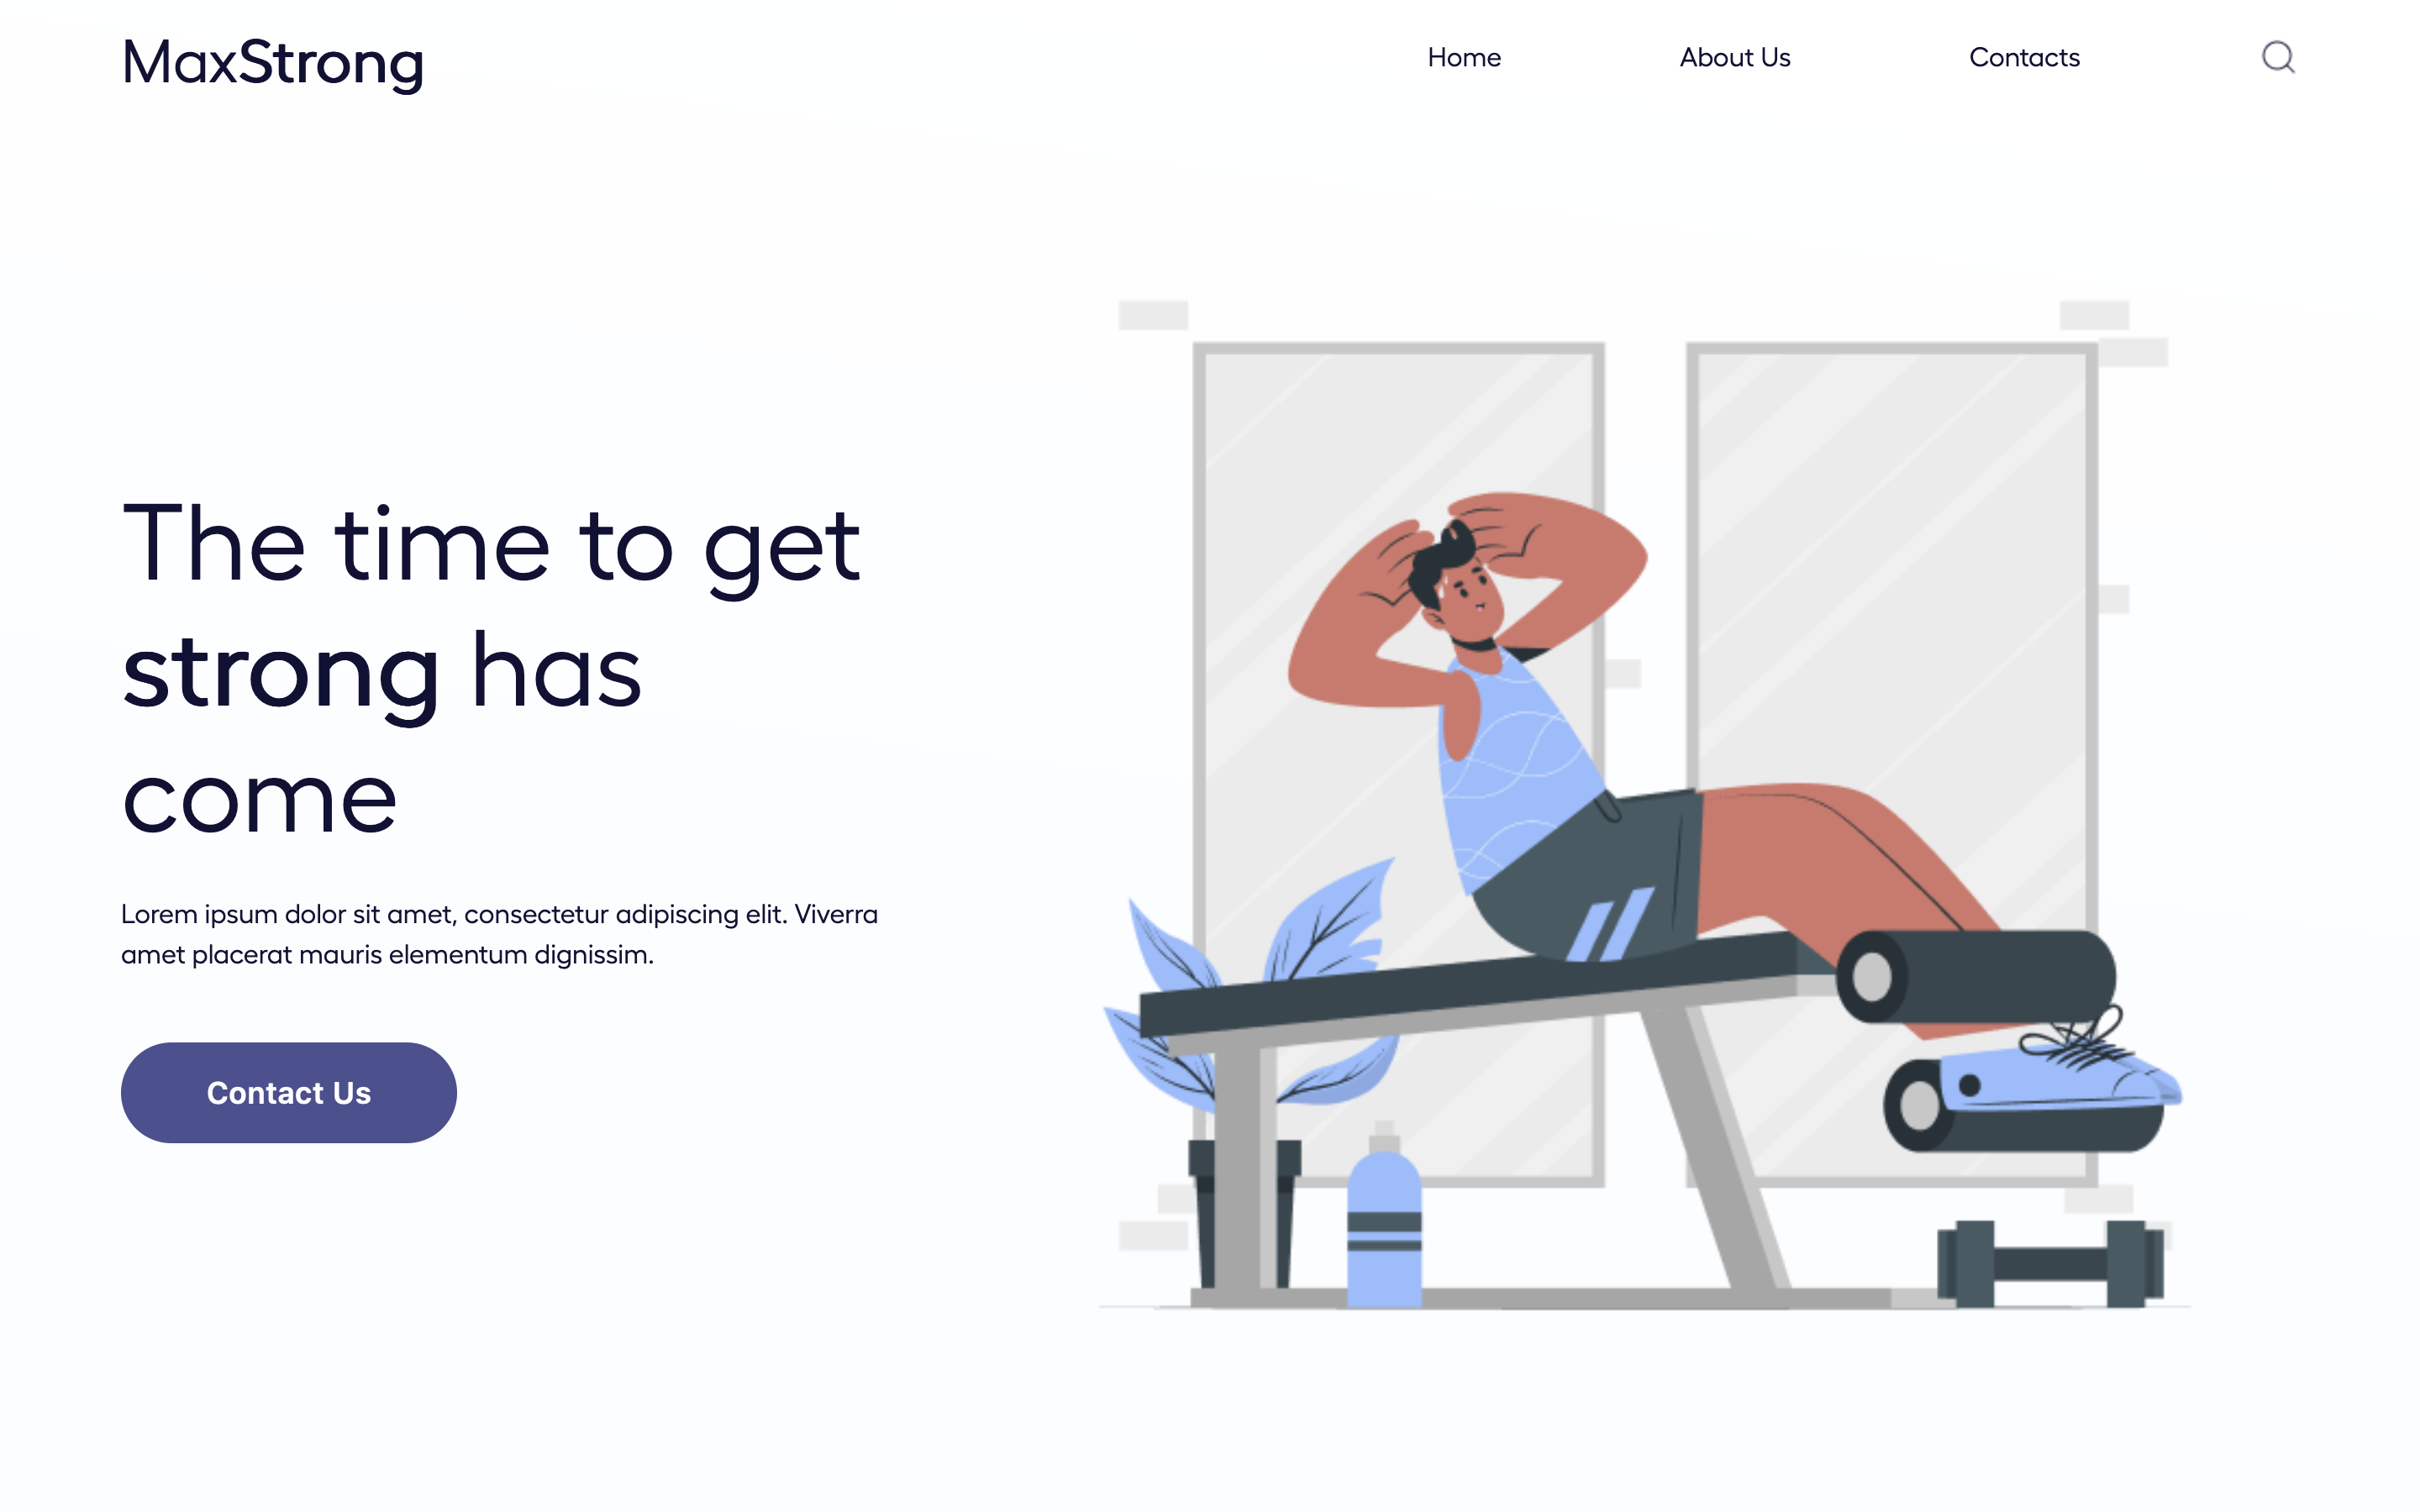 MaxStrong
Home
About Us
Contacts
The time to get
strong has
come
Lorem ipsum dolor sit amet, consectetur adipiscing elit. Viverra
amet placerat mauris elementum dignissim.
Contact Us